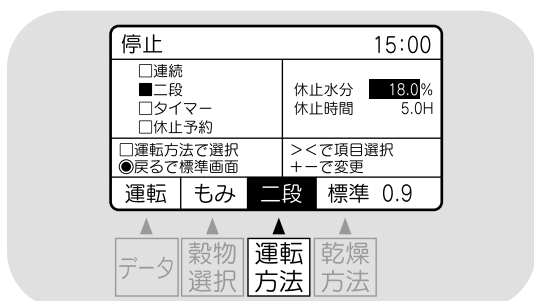 停止 15:00
□連続
■二段
□タイマー
□休止予約
休止水分 18.0%
休止時間 5.0H
□運転方法で選択
◉戻るで標準画面
><で項目選択
+−で変更
運転 もみ 二段 標準 0.9
データ
穀物
選択
運転
方法
乾燥
方法